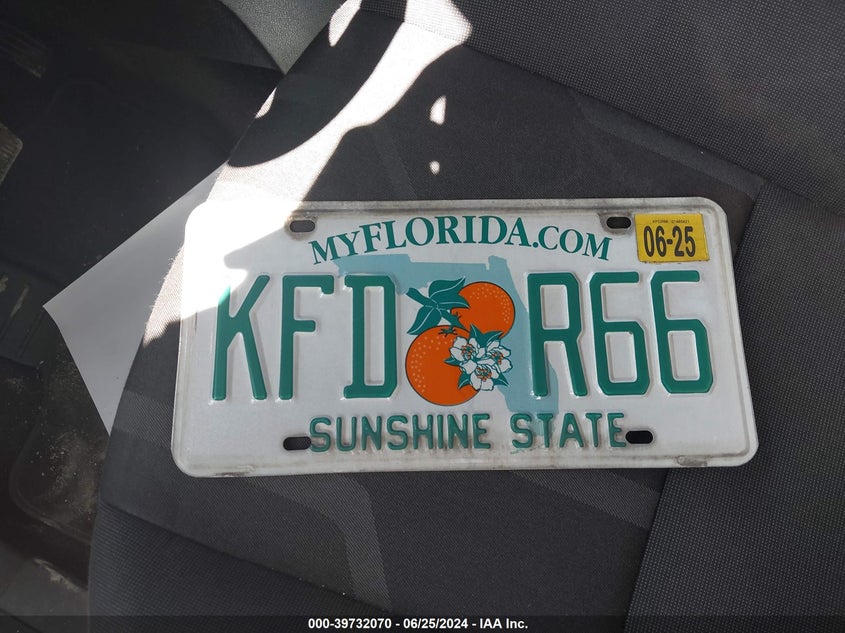 MYFLORIDA.COM
06-25
KFD R66
SUNSHINE STATE
000-39732070 - 06/25/2024 - IAA Inc.